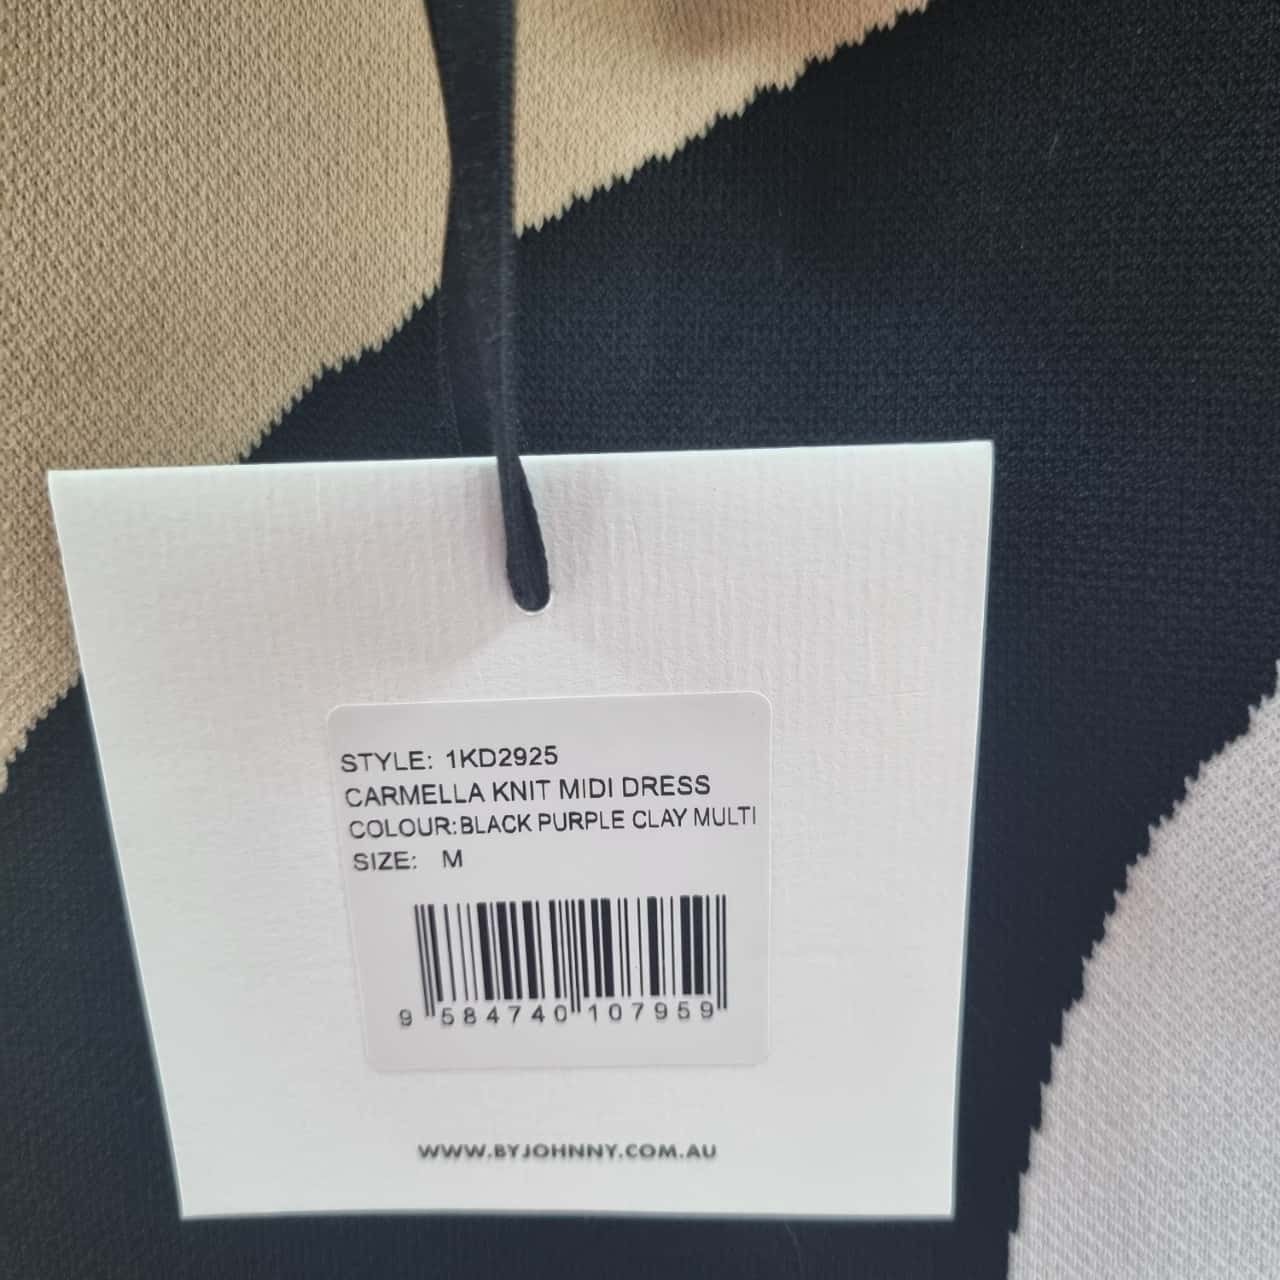 STYLE: 1KD2925
CARMELLA KNIT MIDI DRESS
COLOUR:BLACK PURPLE CLAY MULTI
SIZE: M
9 584740 107959
WWW.BYJOHNNY.COM.AU